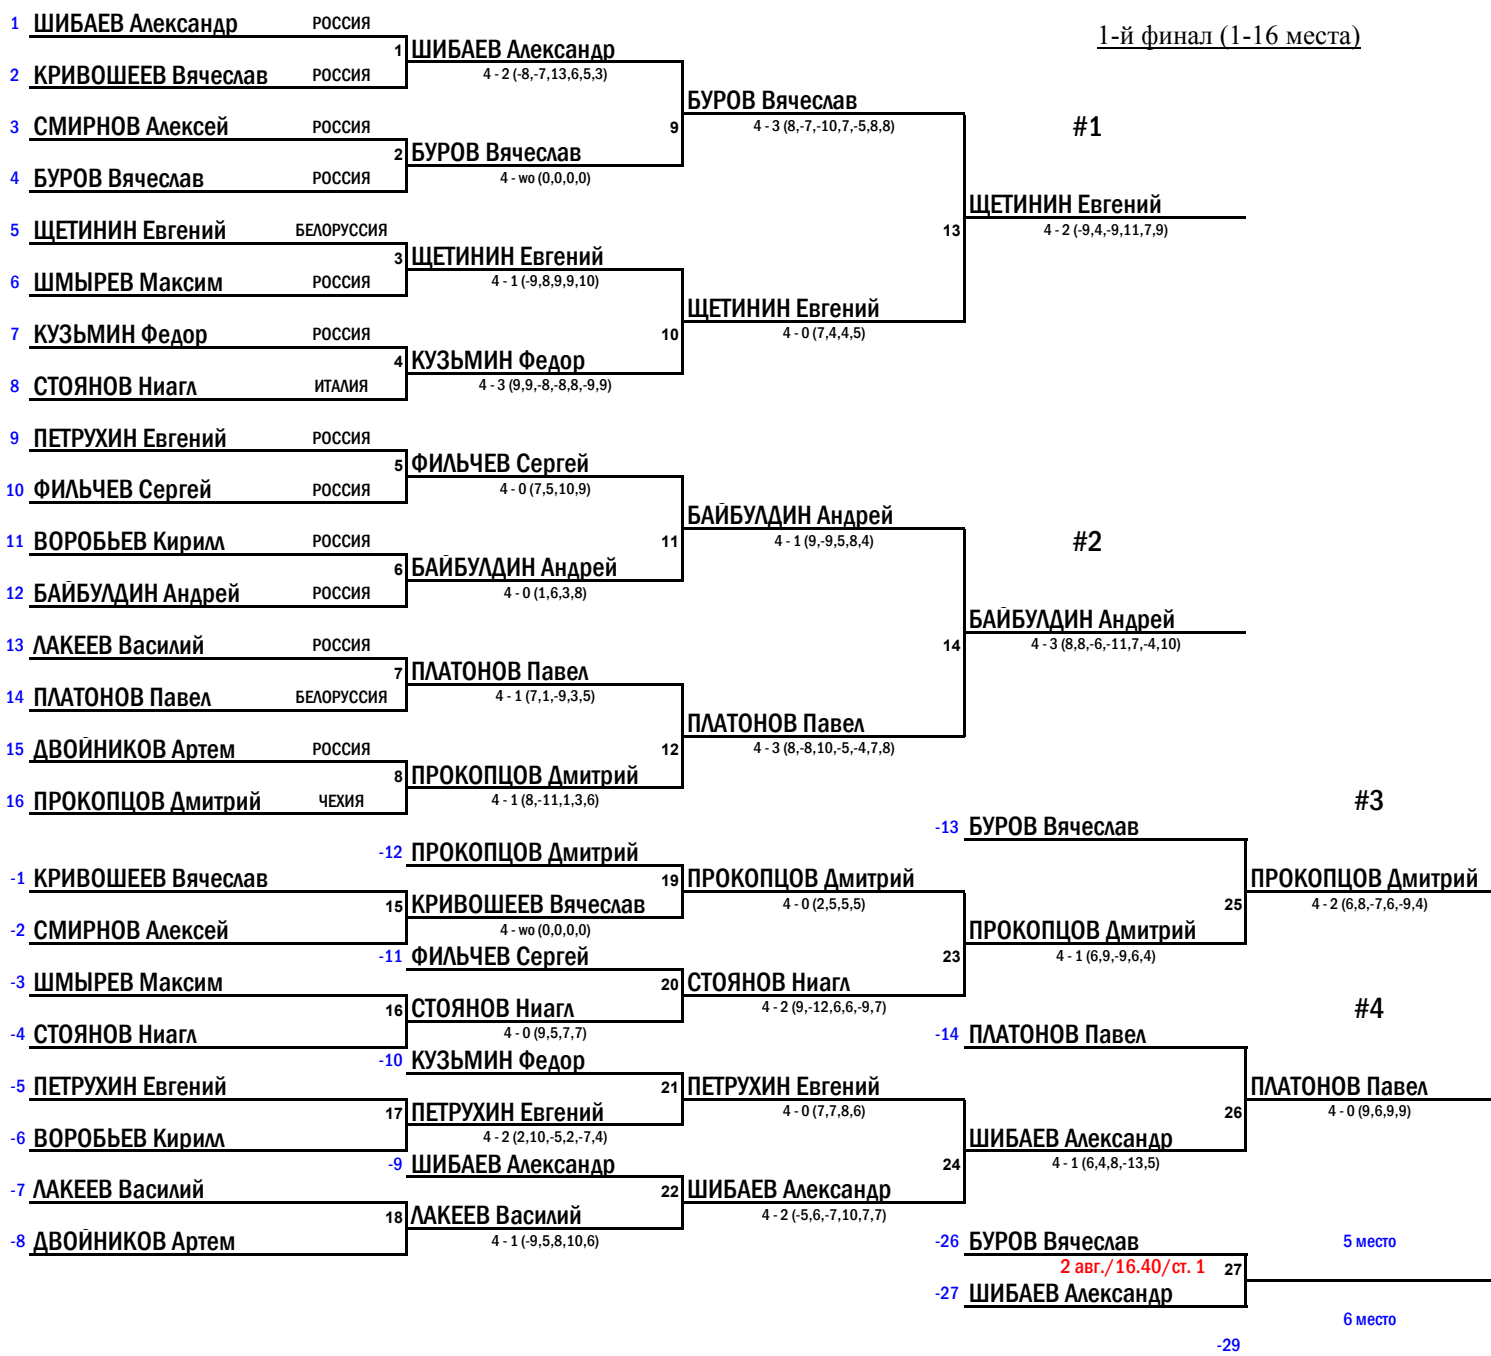 1 ШИБАЕВ Александр РОССИЯ
1-й финал (1-16 места)
1 ШИБАЕВ Александр
2 КРИВОШЕЕВ Вячеслав РОССИЯ
4 - 2 (-8,-7,13,6,5,3)
БУРОВ Вячеслав
3 СМИРНОВ Алексей РОССИЯ
9
4 - 3 (8,-7,-10,7,-5,8,8)
#1
2 БУРОВ Вячеслав
4 БУРОВ Вячеслав РОССИЯ
4 - wo (0,0,0,0)
ЩЕТИНИН Евгений
5 ЩЕТИНИН Евгений БЕЛОРУССИЯ
13
4 - 2 (-9,4,-9,11,7,9)
3 ЩЕТИНИН Евгений
6 ШМЫРЕВ Максим РОССИЯ
4 - 1 (-9,8,9,9,10)
ЩЕТИНИН Евгений
7 КУЗЬМИН Федор РОССИЯ
10
4 - 0 (7,4,4,5)
4 КУЗЬМИН Федор
8 СТОЯНОВ Ниагл ИТАЛИЯ
4 - 3 (9,9,-8,-8,8,-9,9)
9 ПЕТРУХИН Евгений РОССИЯ
5 ФИЛЬЧЕВ Сергей
10 ФИЛЬЧЕВ Сергей РОССИЯ
4 - 0 (7,5,10,9)
БАЙБУЛДИН Андрей
11 ВОРОБЬЕВ Кирилл РОССИЯ
11
4 - 1 (9,-9,5,8,4)
#2
6 БАЙБУЛДИН Андрей
12 БАЙБУЛДИН Андрей РОССИЯ
4 - 0 (1,6,3,8)
БАЙБУЛДИН Андрей
13 ЛАКЕЕВ Василий РОССИЯ
14
4 - 3 (8,8,-6,-11,7,-4,10)
7 ПЛАТОНОВ Павел
14 ПЛАТОНОВ Павел БЕЛОРУССИЯ
4 - 1 (7,1,-9,3,5)
ПЛАТОНОВ Павел
15 ДВОЙНИКОВ Артем РОССИЯ
12
4 - 3 (8,-8,10,-5,-4,7,8)
8 ПРОКОПЦОВ Дмитрий
16 ПРОКОПЦОВ Дмитрий ЧЕХИЯ
4 - 1 (8,-11,1,3,6)
#3
-13 БУРОВ Вячеслав
-12 ПРОКОПЦОВ Дмитрий
-1 КРИВОШЕЕВ Вячеслав
19 ПРОКОПЦОВ Дмитрий
ПРОКОПЦОВ Дмитрий
15 КРИВОШЕЕВ Вячеслав
4 - 0 (2,5,5,5)
25
4 - 2 (6,8,-7,6,-9,4)
-2 СМИРНОВ Алексей
4 - wo (0,0,0,0)
ПРОКОПЦОВ Дмитрий
-11 ФИЛЬЧЕВ Сергей
23
4 - 1 (6,9,-9,6,4)
-3 ШМЫРЕВ Максим
20 СТОЯНОВ Ниагл
16 СТОЯНОВ Ниагл
4 - 2 (9,-12,6,6,-9,7)
#4
-4 СТОЯНОВ Ниагл
4 - 0 (9,5,7,7)
-14 ПЛАТОНОВ Павел
-10 КУЗЬМИН Федор
-5 ПЕТРУХИН Евгений
21 ПЕТРУХИН Евгений
ПЛАТОНОВ Павел
17 ПЕТРУХИН Евгений
4 - 0 (7,7,8,6)
26
4 - 0 (9,6,9,9)
-6 ВОРОБЬЕВ Кирилл
4 - 2 (2,10,-5,2,-7,4)
ШИБАЕВ Александр
-9 ШИБАЕВ Александр
24
4 - 1 (6,4,8,-13,5)
-7 ЛАКЕЕВ Василий
22 ШИБАЕВ Александр
18 ЛАКЕЕВ Василий
4 - 2 (-5,6,-7,10,7,7)
-8 ДВОЙНИКОВ Артем
4 - 1 (-9,5,8,10,6)
-26 БУРОВ Вячеслав
5 место
2 авг./16.40/ст. 1 27
-27 ШИБАЕВ Александр
6 место
-29